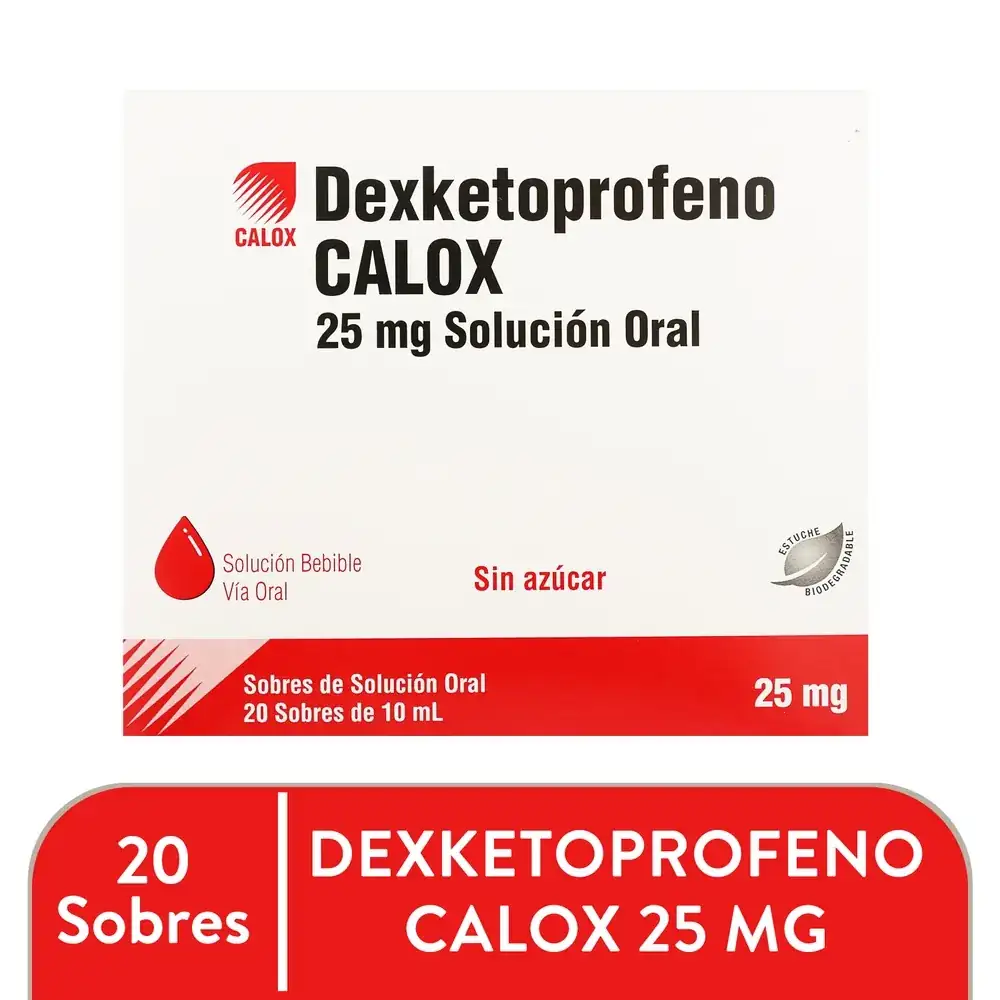 CALOX
Dexketoprofeno
CALOX
25 mg Solución Oral
Solución Bebible
Vía Oral
Sin azúcar
ESTUCHE
BIODEGRADABLE
Sobres de Solución Oral
20 Sobres de 10 mL
25 mg
20
Sobres
DEXKETOPROFENO
CALOX 25 MG